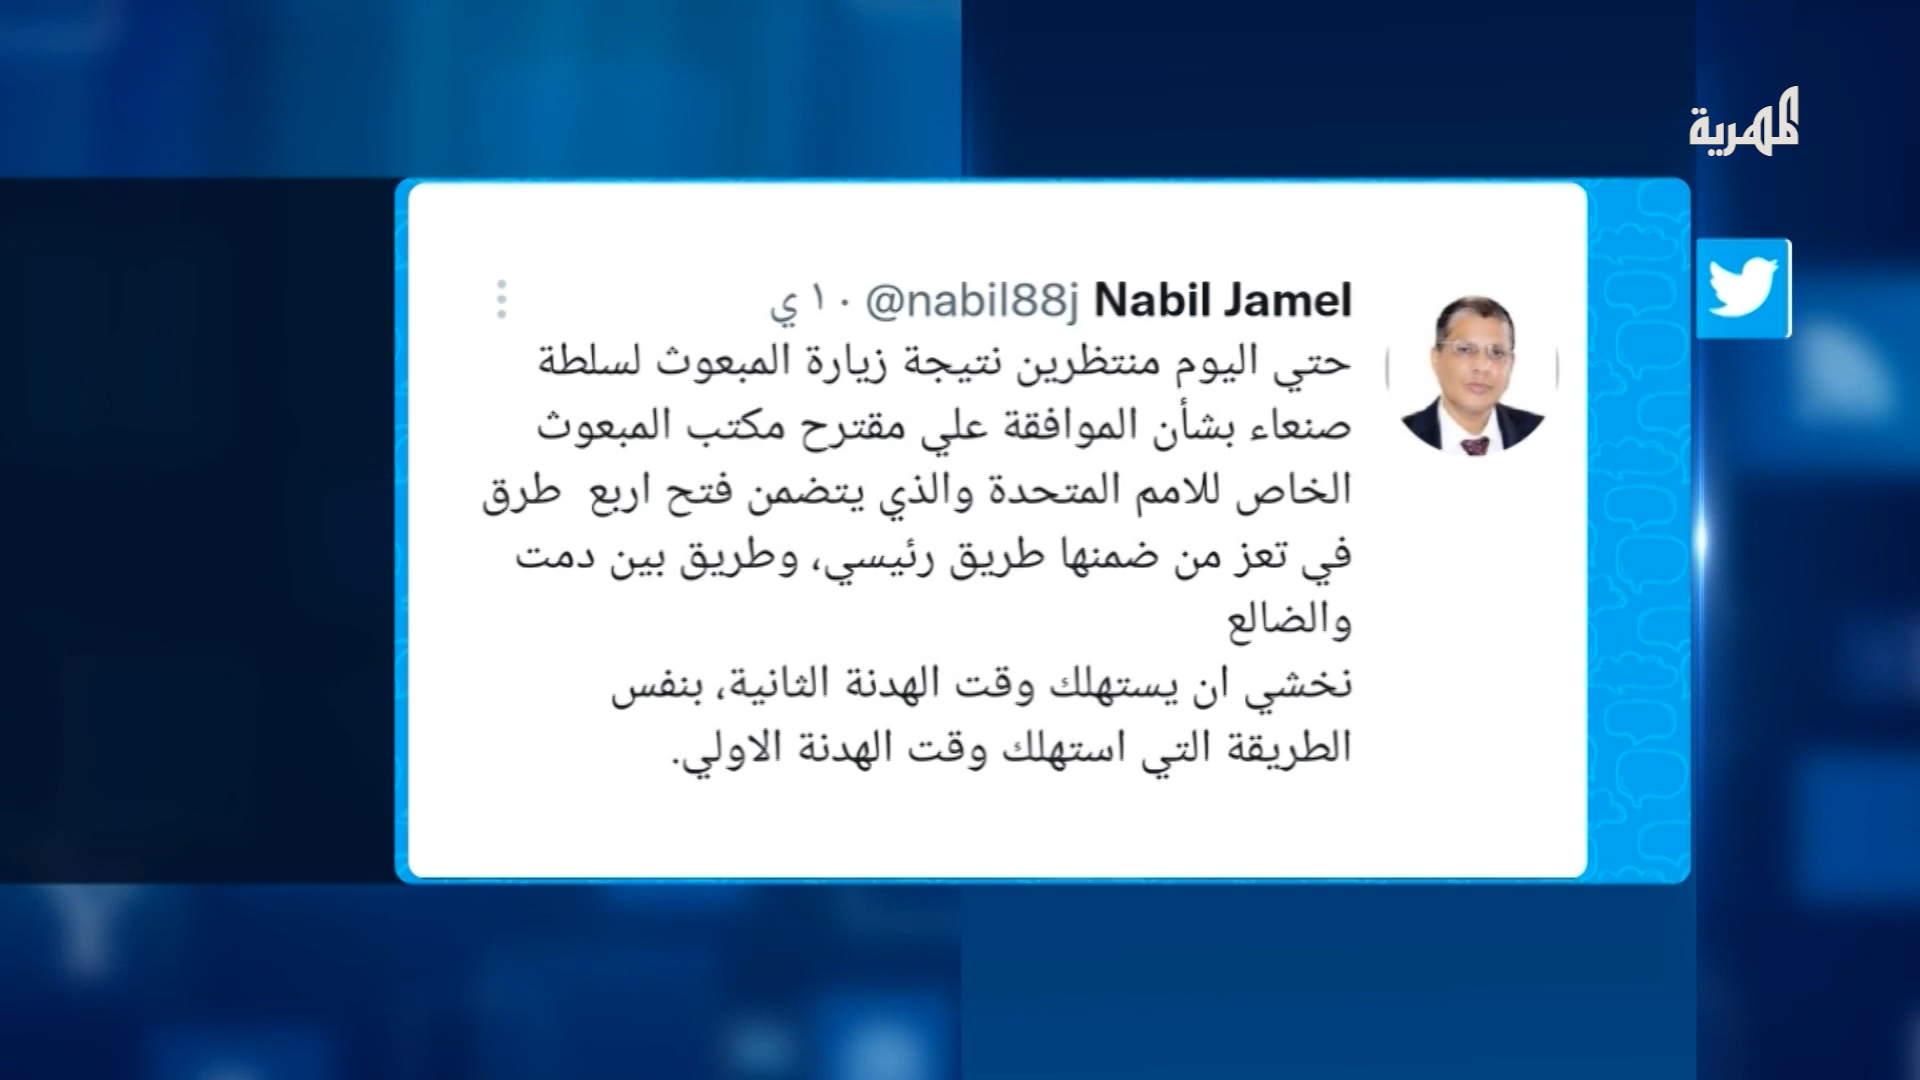 المهرية
Nabil Jamel @nabil88j · ١٠ ي
حتي اليوم منتظرين نتيجة زيارة المبعوث لسلطة
صنعاء بشأن الموافقة علي مقترح مكتب المبعوث
الخاص للامم المتحدة والذي يتضمن فتح اربع طرق
في تعز من ضمنها طريق رئيسي، وطريق بين دمت
والضالع
نخشي ان يستهلك وقت الهدنة الثانية، بنفس
الطريقة التي استهلك وقت الهدنة الاولي.